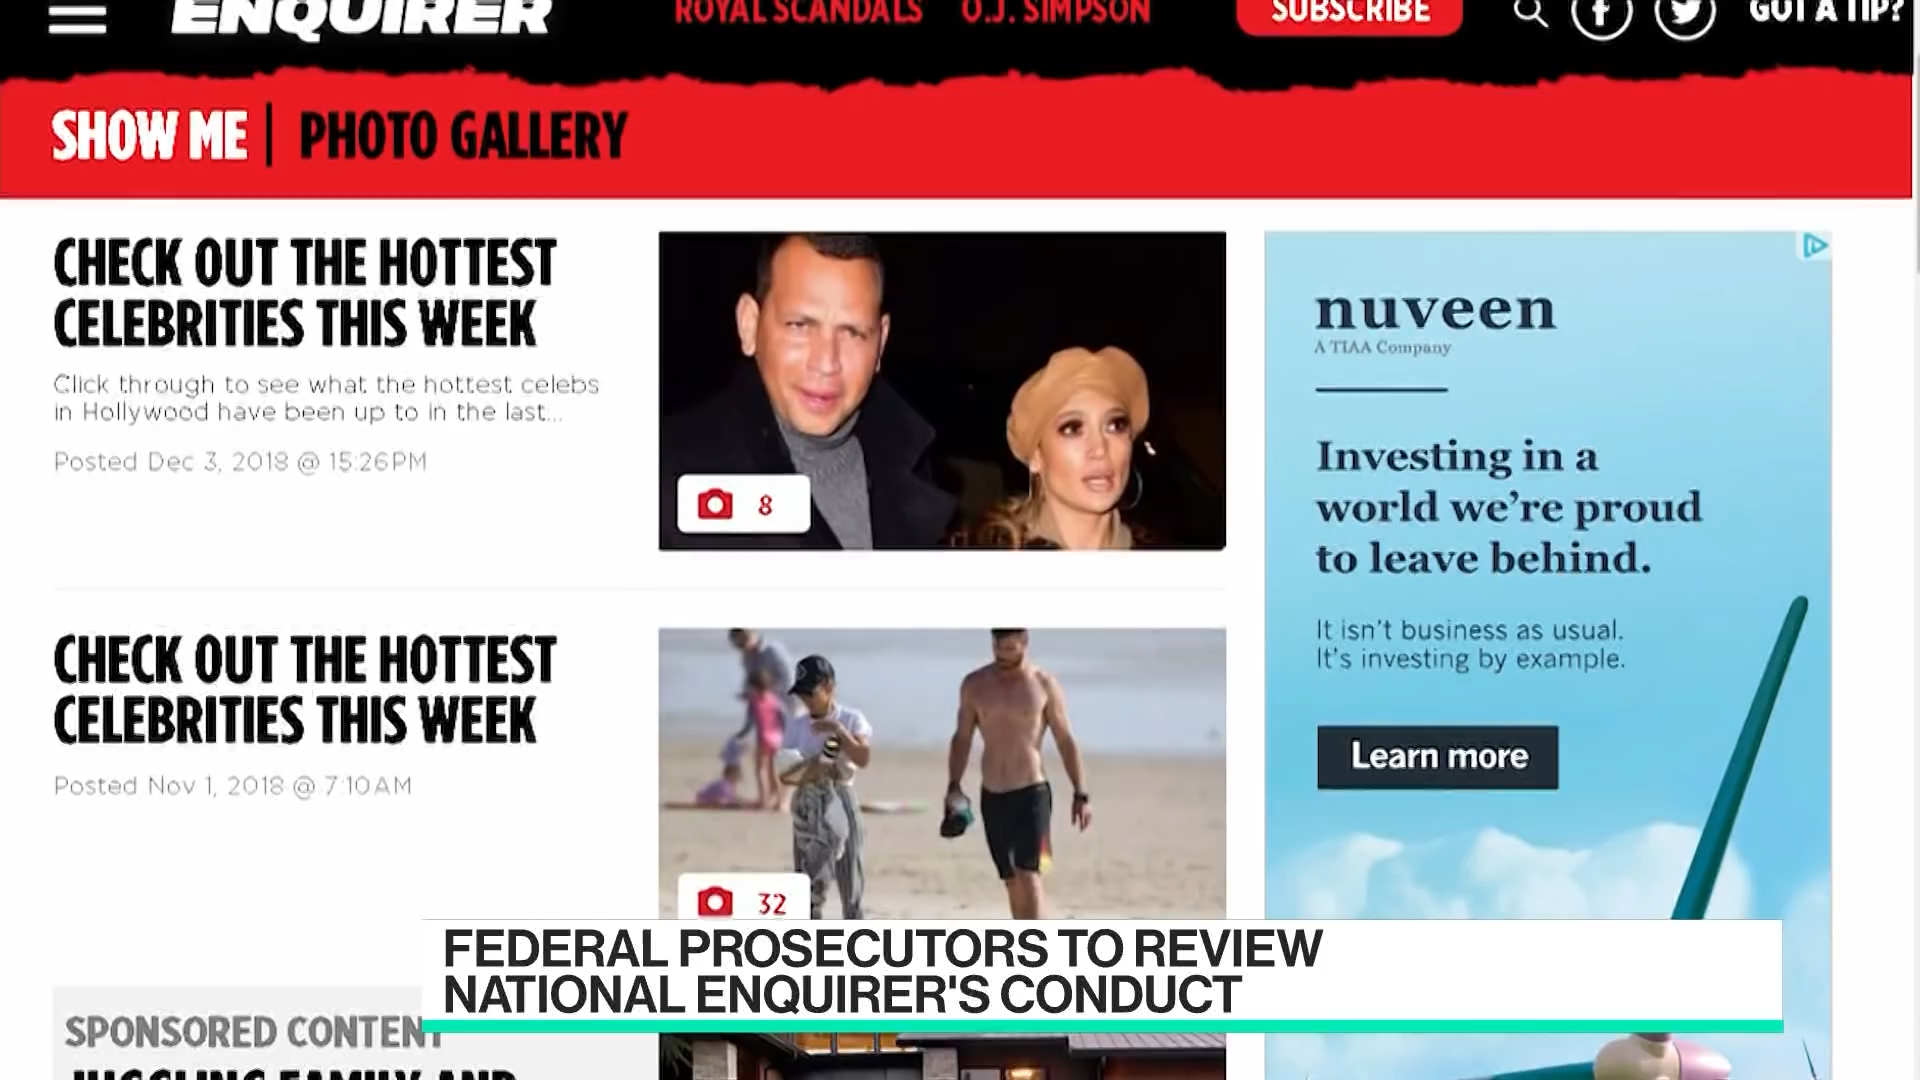 ENQUIRER
ROYAL SCANDALS
O.J. SIMPSON
SUBSCRIBE
GOT A TIP?
SHOW ME | PHOTO GALLERY
CHECK OUT THE HOTTEST
CELEBRITIES THIS WEEK
Click through to see what the hottest celebs
in Hollywood have been up to in the last...
Posted Dec 3, 2018 @ 15:26PM
8
CHECK OUT THE HOTTEST
CELEBRITIES THIS WEEK
Posted Nov 1, 2018 @ 7:10AM
32
nuveen
A TIAA Company
Investing in a
world we're proud
to leave behind.
It isn't business as usual.
It's investing by example.
Learn more
FEDERAL PROSECUTORS TO REVIEW
NATIONAL ENQUIRER'S CONDUCT
SPONSORED CONTENT
JUGGLING FAMILY AND